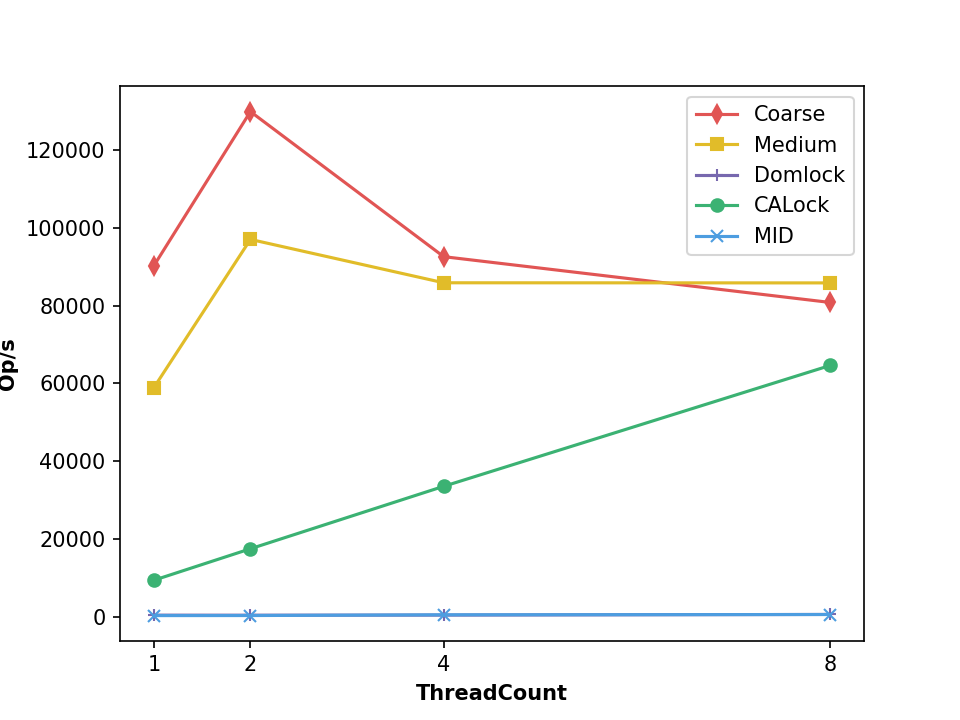 Coarse
Medium
Domlock
CALock
MID
120000
100000
80000
60000
40000
20000
0
Op/s
1 2 4 8
ThreadCount